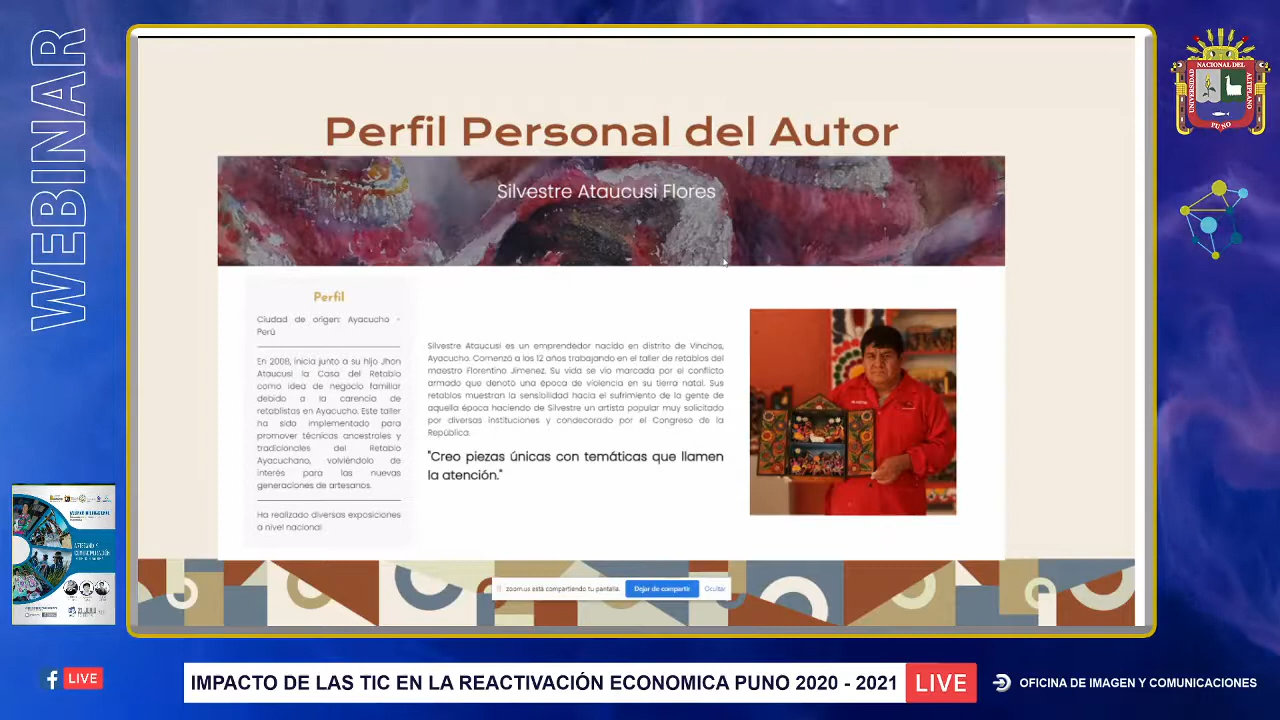 WEBINAR
Perfil Personal del Autor
Silvestre Ataucusi Flores
Perfil
Ciudad de origen: Ayacucho -
Perú
En 2008, inicia junto a su hijo Jhon
Ataucusi la Casa del Retablo
como idea de negocio familiar
debido a la carencia de
retablistas en Ayacucho. Este taller
ha sido implementado para
promover técnicas ancestrales y
tradicionales del Retablo
Ayacuchano, volviéndolo de
interés para las nuevas
generaciones de artesanos.
Ha realizado diversas exposiciones
a nivel nacional
Silvestre Ataucusi es un emprendedor nacido en distrito de Vinchos,
Ayacucho. Comenzó a los 12 años trabajando en el taller de retablos del
maestro Florentino Jimenez. Su vida se vio marcada por el conflicto
armado que denotó una época de violencia en su tierra natal. Sus
retablos muestran la sensibilidad hacia el sufrimiento de la gente de
aquella época haciendo de Silvestre un artista popular muy solicitado
por diversas instituciones y condecorado por el Congreso de la
República.
"Creo piezas únicas con temáticas que llamen
la atención."
zoom.us está compartiendo tu pantalla.
Dejar de compartir
Ocultar
UNIVERSIDAD
NACIONAL DEL
ALTIPLANO
PUNO
LIVE
IMPACTO DE LAS TIC EN LA REACTIVACIÓN ECONOMICA PUNO 2020 - 2021
LIVE
OFICINA DE IMAGEN Y COMUNICACIONES